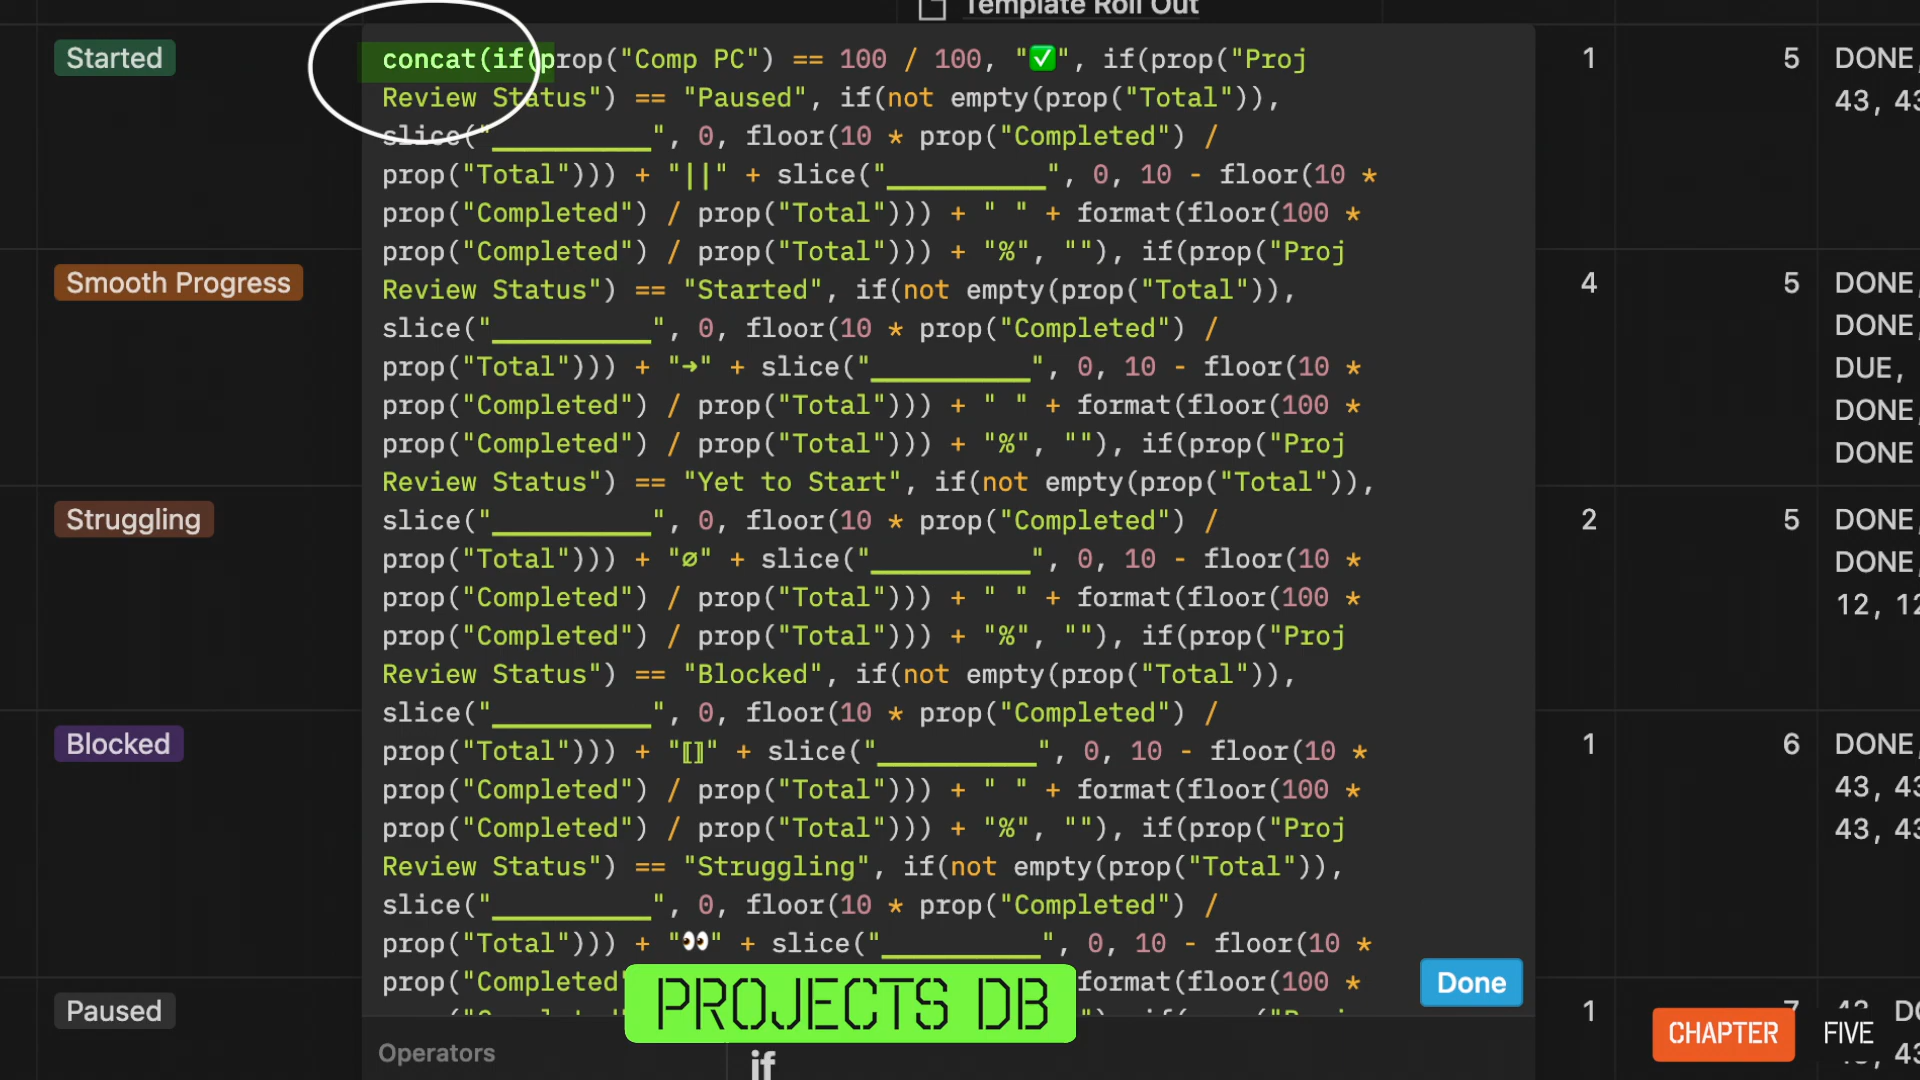 Template Roll Out
Started
concat(if(prop("Comp PC") == 100 / 100, "✅", if(prop("Proj
Review Status") == "Paused", if(not empty(prop("Total")),
slice("__________", 0, floor(10 * prop("Completed") /
prop("Total"))) + "||" + slice("__________", 0, 10 - floor(10 *
prop("Completed") / prop("Total"))) + " " + format(floor(100 *
prop("Completed") / prop("Total"))) + "%", ""), if(prop("Proj
Review Status") == "Started", if(not empty(prop("Total")),
slice("__________", 0, floor(10 * prop("Completed") /
prop("Total"))) + "➜" + slice("__________", 0, 10 - floor(10 *
prop("Completed") / prop("Total"))) + " " + format(floor(100 *
prop("Completed") / prop("Total"))) + "%", ""), if(prop("Proj
Review Status") == "Yet to Start", if(not empty(prop("Total")),
slice("__________", 0, floor(10 * prop("Completed") /
prop("Total"))) + "∅" + slice("__________", 0, 10 - floor(10 *
prop("Completed") / prop("Total"))) + " " + format(floor(100 *
prop("Completed") / prop("Total"))) + "%", ""), if(prop("Proj
Review Status") == "Blocked", if(not empty(prop("Total")),
slice("__________", 0, floor(10 * prop("Completed") /
prop("Total"))) + "⟦⟧" + slice("__________", 0, 10 - floor(10 *
prop("Completed") / prop("Total"))) + " " + format(floor(100 *
prop("Completed") / prop("Total"))) + "%", ""), if(prop("Proj
Review Status") == "Struggling", if(not empty(prop("Total")),
slice("__________", 0, floor(10 * prop("Completed") /
prop("Total"))) + "👀" + slice("__________", 0, 10 - floor(10 *
prop("Completed" format(floor(100 *
1 5 DONE,
43, 43
Smooth Progress
4 5 DONE,
DONE,
DUE,
DONE,
DONE
Struggling
2 5 DONE,
DONE,
12, 12
Blocked
1 6 DONE,
43, 43
43, 43
Paused
1
Done
PROJECTS DB
Operators
if
CHAPTER FIVE